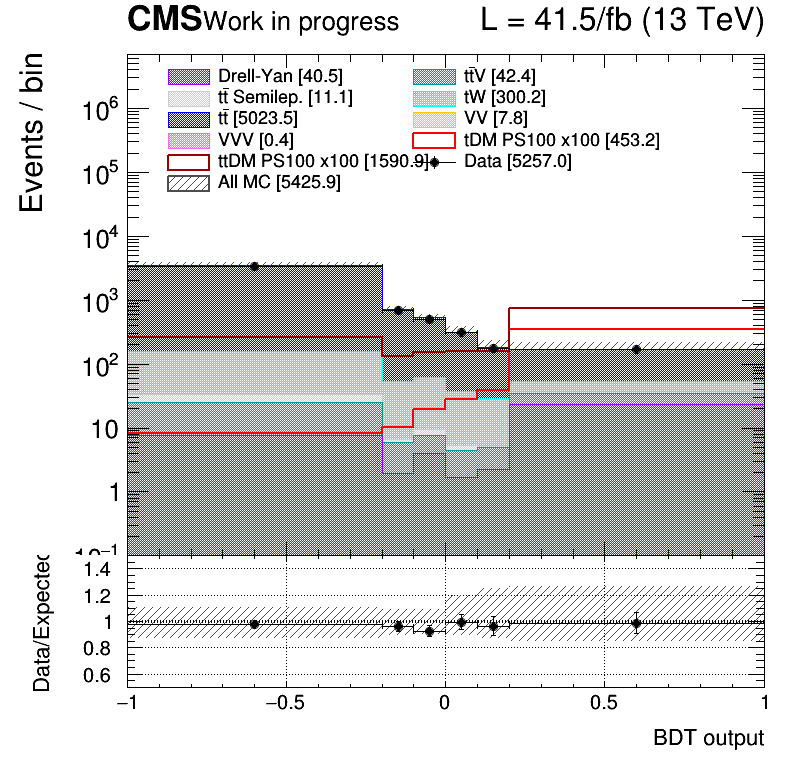 CMS Work in progress L = 41.5/fb (13 TeV)
Events / bin
Drell-Yan [40.5] tt̄V [42.4]
tt̄ Semilep. [11.1] tW [300.2]
tt̄ [5023.5] VV [7.8]
VVV [0.4] tDM PS100 x100 [453.2]
ttDM PS100 x100 [1590.9] Data [5257.0]
All MC [5425.9]
10⁶
10⁵
10⁴
10³
10²
10
1
10⁻¹
Data/Expected
1.4
1.2
1
0.8
0.6
−1 −0.5 0 0.5 1
BDT output